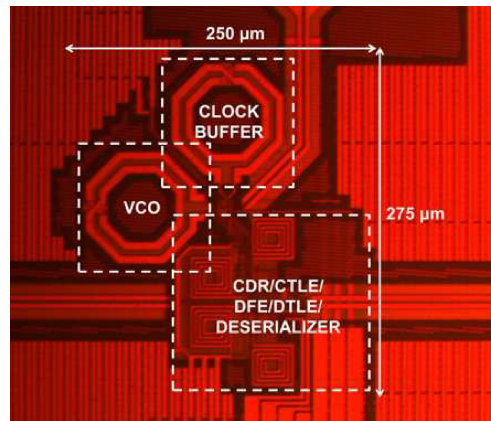 250 µm
CLOCK
BUFFER
VCO
275 µm
CDR/CTLE/
DFE/DTLE/
DESERIALIZER